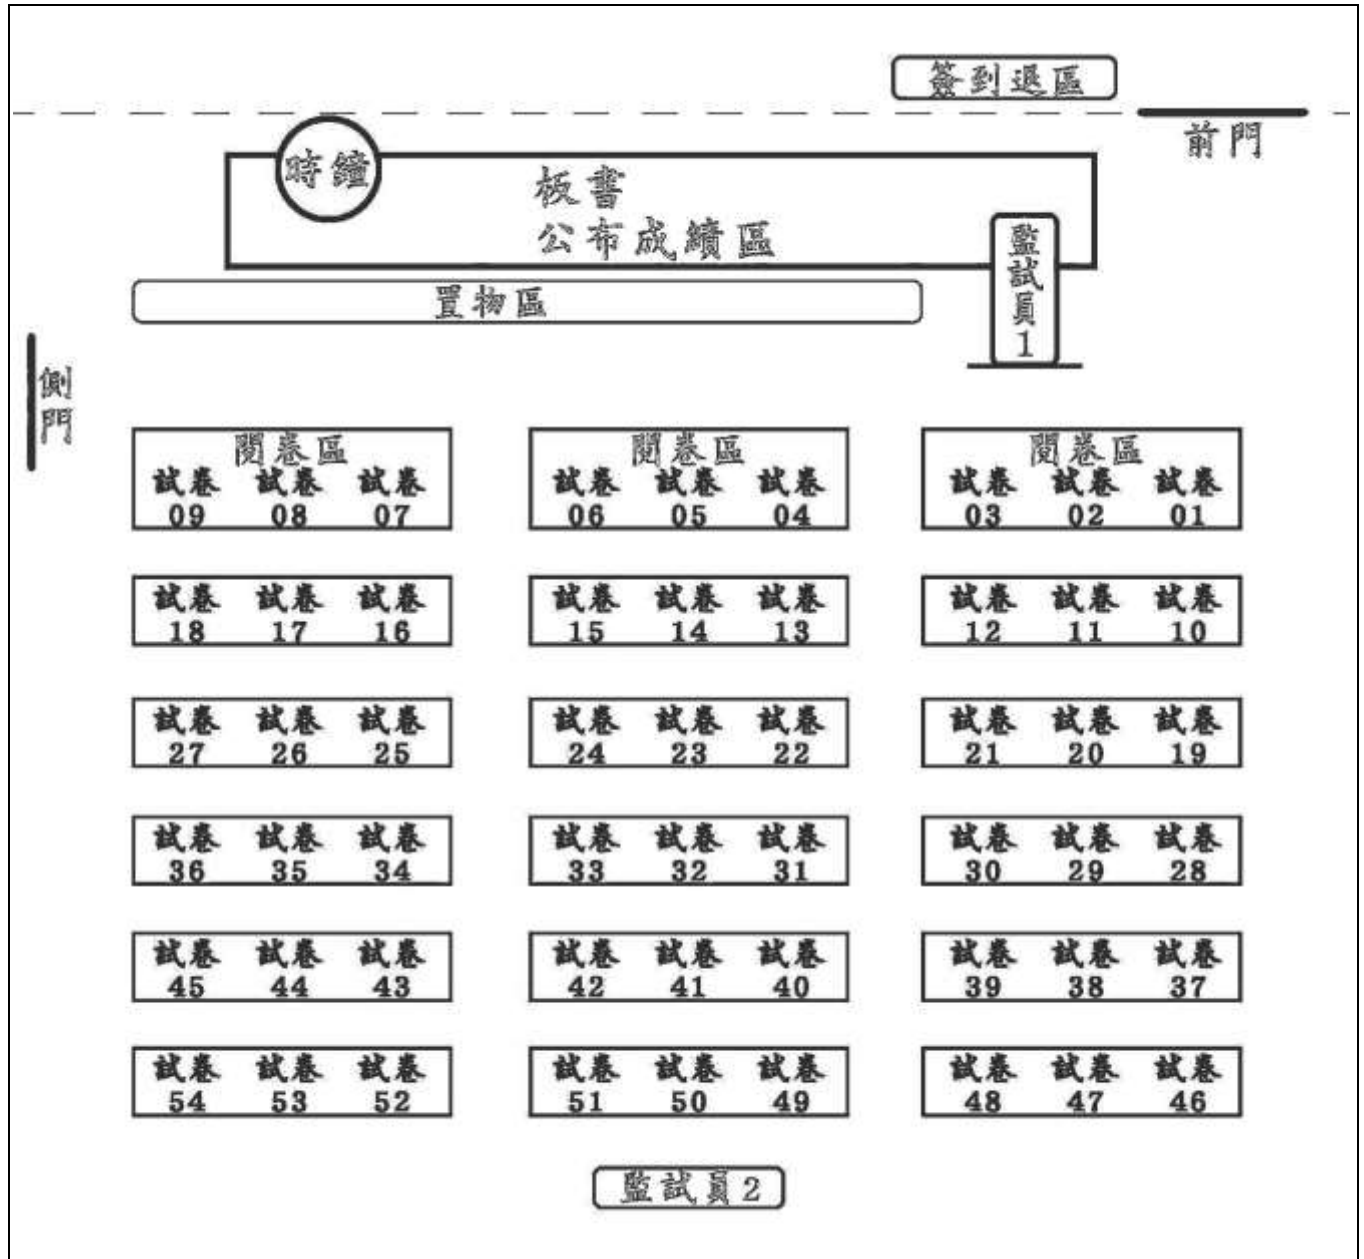 簽到退區
前門
時鐘
板書
公布成績區
監試員1
置物區
側門
閱卷區 閱卷區 閱卷區
試卷 試卷 試卷 試卷 試卷 試卷 試卷 試卷 試卷
09 08 07 06 05 04 03 02 01
試卷 試卷 試卷 試卷 試卷 試卷 試卷 試卷 試卷
18 17 16 15 14 13 12 11 10
試卷 試卷 試卷 試卷 試卷 試卷 試卷 試卷 試卷
27 26 25 24 23 22 21 20 19
試卷 試卷 試卷 試卷 試卷 試卷 試卷 試卷 試卷
36 35 34 33 32 31 30 29 28
試卷 試卷 試卷 試卷 試卷 試卷 試卷 試卷 試卷
45 44 43 42 41 40 39 38 37
試卷 試卷 試卷 試卷 試卷 試卷 試卷 試卷 試卷
54 53 52 51 50 49 48 47 46
監試員2